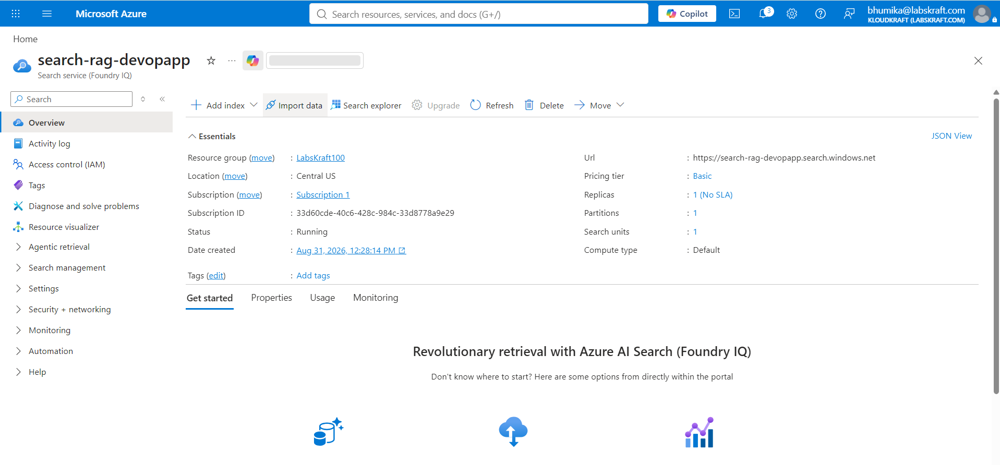 Microsoft Azure
Search resources, services, and docs (G+/)
Copilot
3
bhumika@labskraft.com
KLOUDKRAFT (LABSKRAFT.COM)
Home
search-rag-devopapp
Search service (Foundry IQ)
Search
Overview
Activity log
Access control (IAM)
Tags
Diagnose and solve problems
Resource visualizer
Agentic retrieval
Search management
Settings
Security + networking
Monitoring
Automation
Help
Add index
Import data
Search explorer
Upgrade
Refresh
Delete
Move
Essentials
JSON View
Resource group (move) : LabsKraft100
Location (move) : Central US
Subscription (move) : Subscription 1
Subscription ID : 33d60cde-40c6-428c-984c-33d8778a9e29
Status : Running
Date created : Aug 31, 2026, 12:28:14 PM
Tags (edit) : Add tags
Url : https://search-rag-devopapp.search.windows.net
Pricing tier : Basic
Replicas : 1 (No SLA)
Partitions : 1
Search units : 1
Compute type : Default
Get started
Properties
Usage
Monitoring
Revolutionary retrieval with Azure AI Search (Foundry IQ)
Don't know where to start? Here are some options from directly within the portal